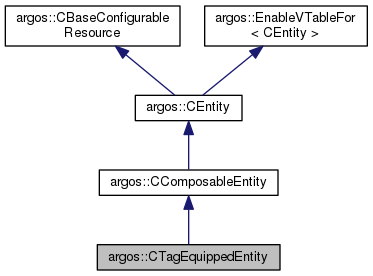 argos::CBaseConfigurable
Resource
argos::EnableVTableFor
< CEntity >
argos::CEntity
argos::CComposableEntity
argos::CTagEquippedEntity